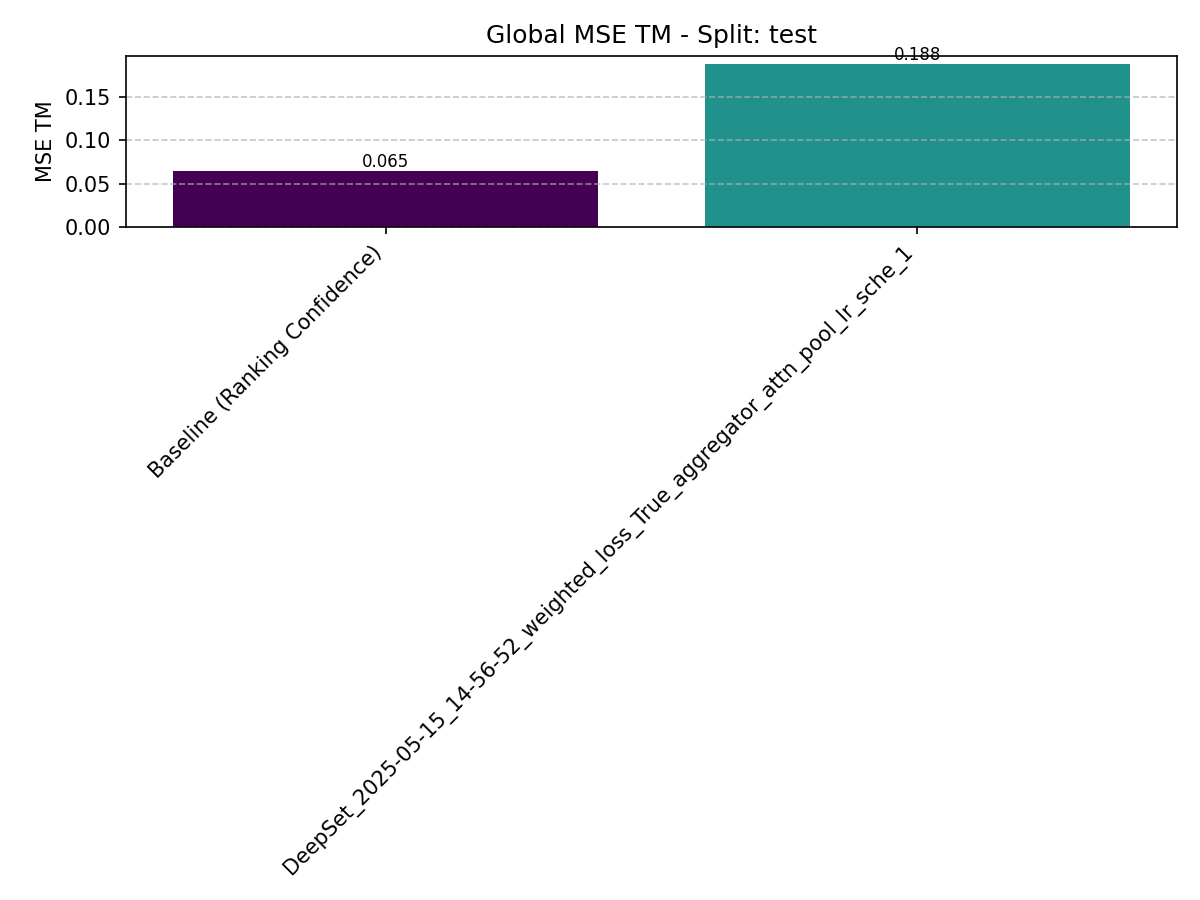 Global MSE TM - Split: test
MSE TM
0.15
0.10
0.05
0.00
0.065
0.188
Baseline (Ranking Confidence)
DeepSet_2025-05-15_14-56-52_weighted_loss_True_aggregator_attn_pool_lr_sche_1